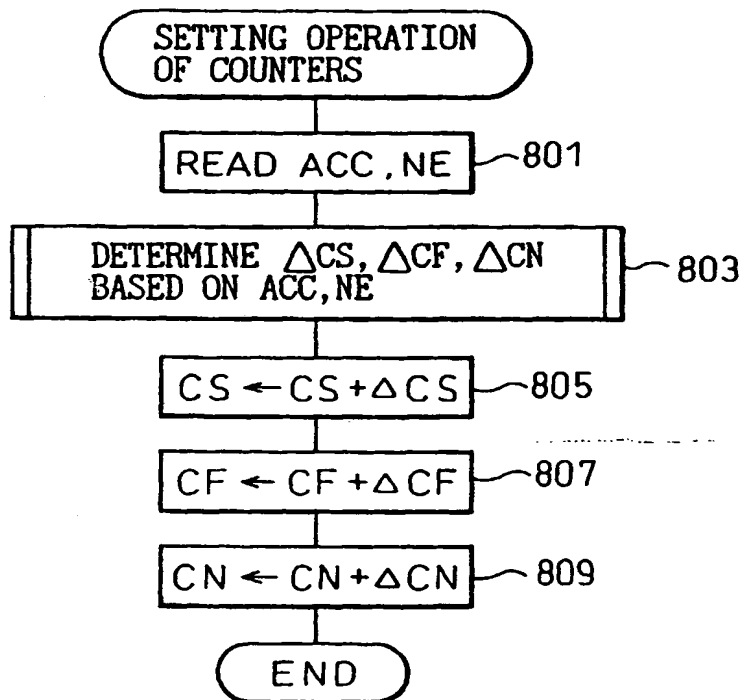 SETTING OPERATION
OF COUNTERS
READ ACC, NE
801
DETERMINE △CS, △CF, △CN
BASED ON ACC, NE
803
CS ← CS + △CS
805
CF ← CF + △CF
807
CN ← CN + △CN
809
END